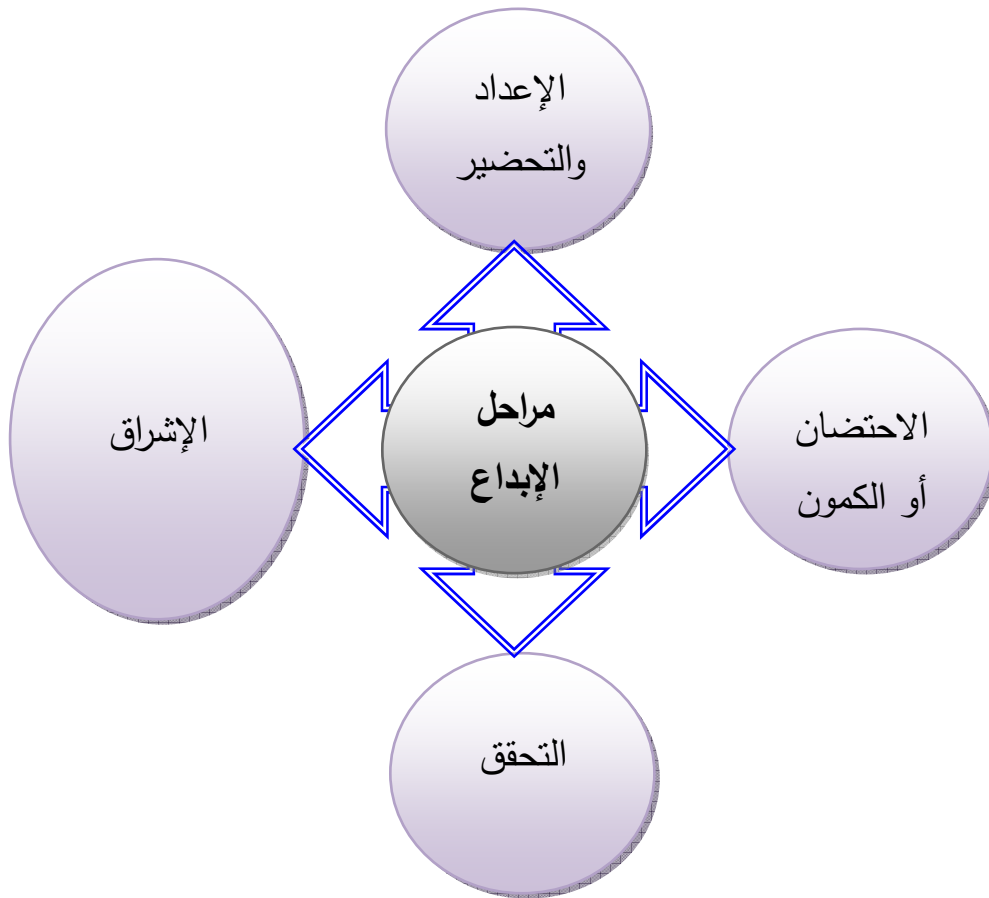 الإعداد
والتحضير
مراحل
الإبداع
الاحتضان
أو الكمون
الإشراق
التحقق